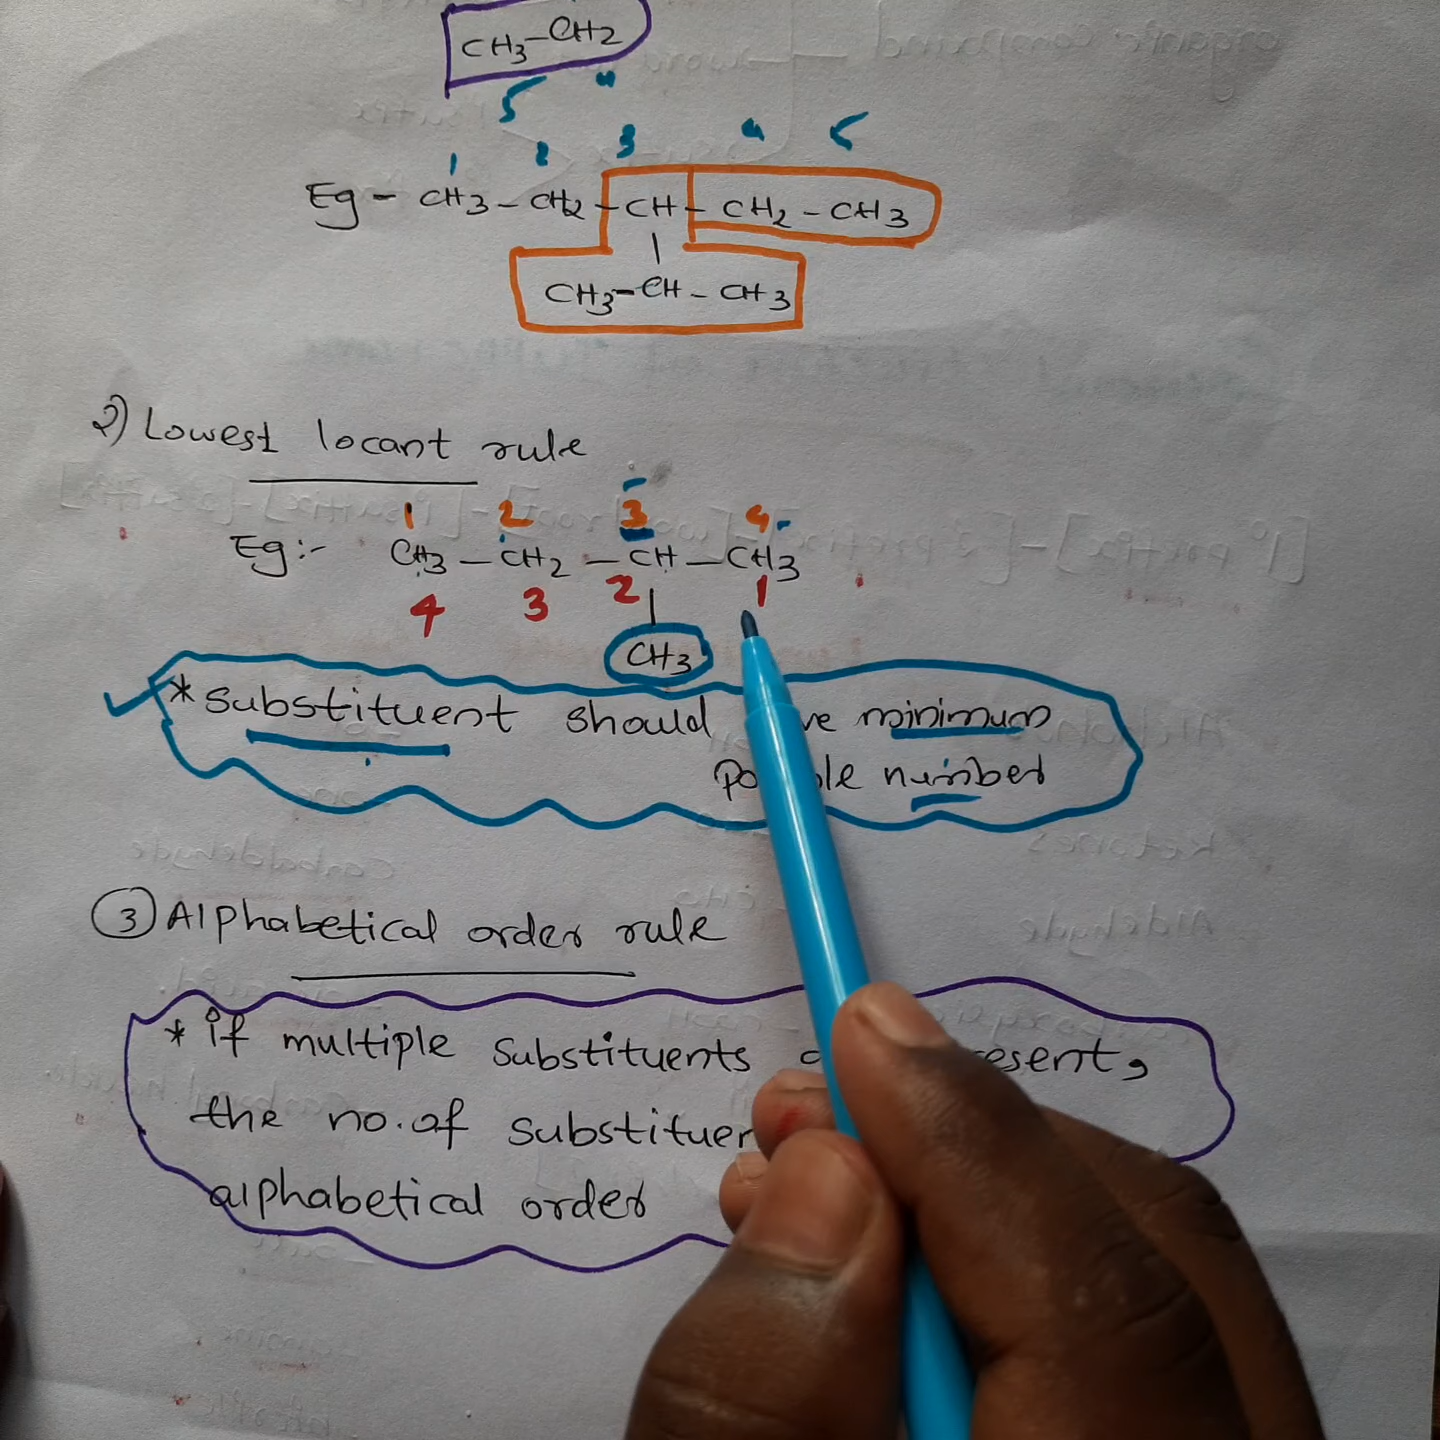 CH3-CH2
5 4
1 2 3 4 5
Eg - CH3 - CH2 - CH - CH2 - CH3
|
CH3 - CH - CH3
2) Lowest locant rule
1 2 3 4
Eg :- CH3 - CH2 - CH - CH3
4 3 2 1
|
CH3
* Substituent should minimum
number
3 Alphabetical order rule
* if multiple substituents
the no. of
alphabetical order